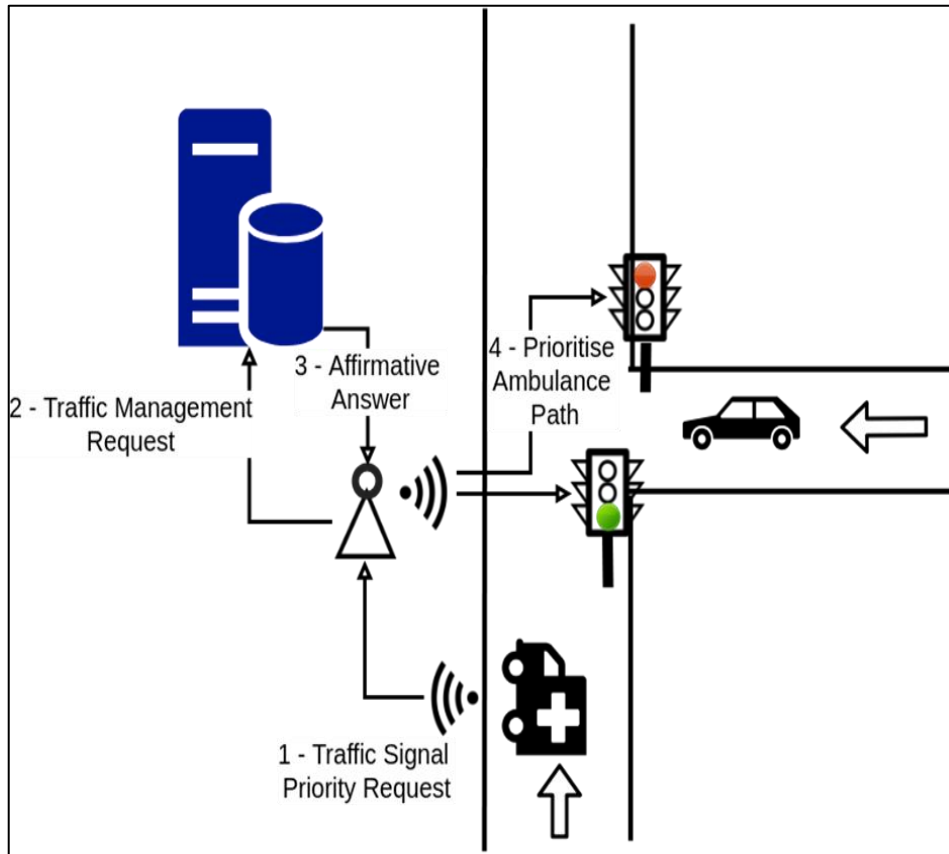 3 - Affirmative
Answer
4 - Prioritise
Ambulance
Path
2 - Traffic Management
Request
1 - Traffic Signal
Priority Request